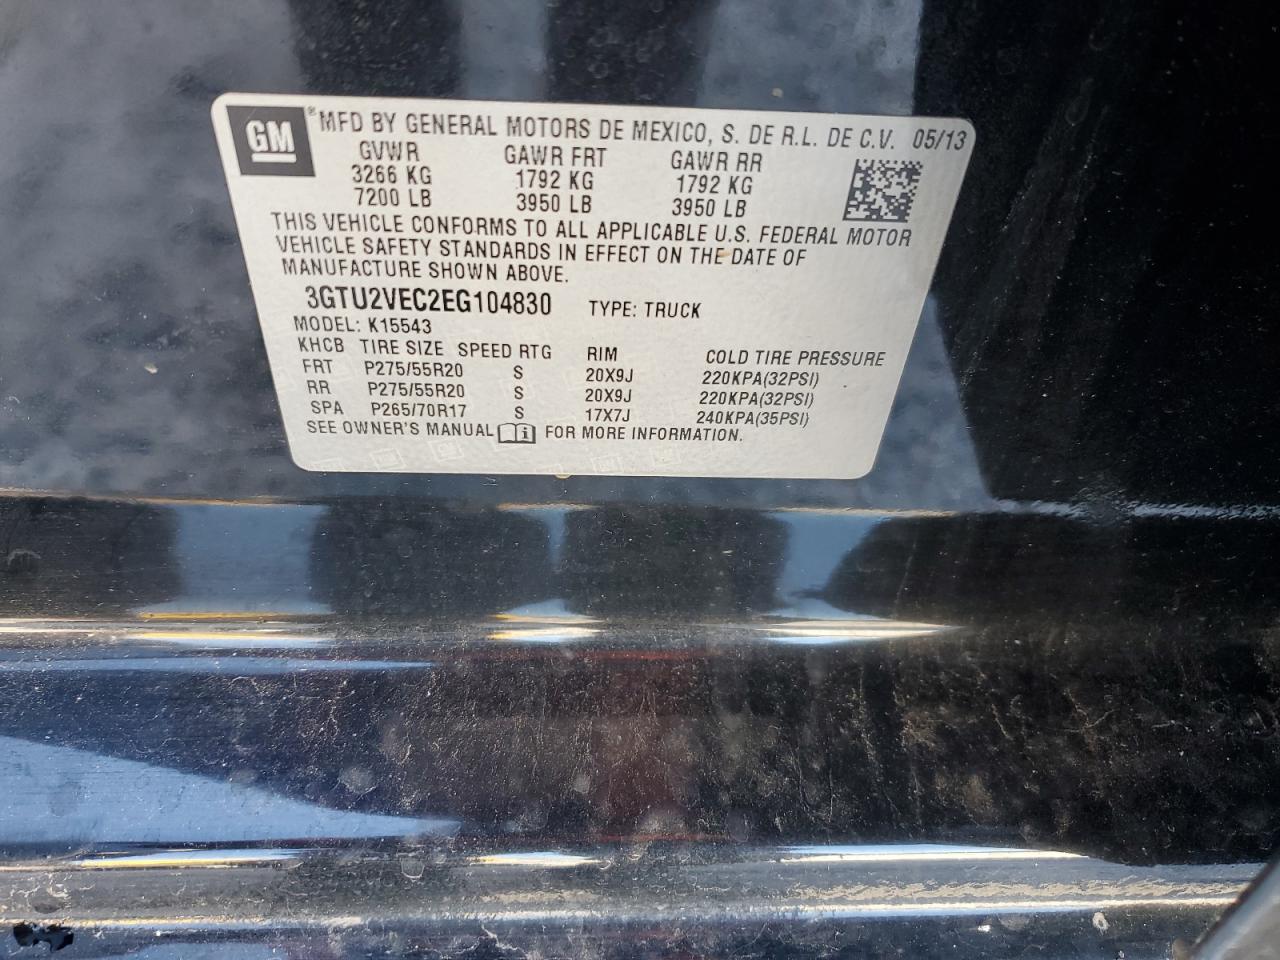 GM ® MFD BY GENERAL MOTORS DE MEXICO, S. DE R.L. DE C.V. 05/13
GVWR GAWR FRT GAWR RR
3266 KG 1792 KG 1792 KG
7200 LB 3950 LB 3950 LB
THIS VEHICLE CONFORMS TO ALL APPLICABLE U.S. FEDERAL MOTOR
VEHICLE SAFETY STANDARDS IN EFFECT ON THE DATE OF
MANUFACTURE SHOWN ABOVE.
3GTU2VEC2EG104830 TYPE: TRUCK
MODEL: K15543
KHCB TIRE SIZE SPEED RTG RIM COLD TIRE PRESSURE
FRT P275/55R20 S 20X9J 220KPA(32PSI)
RR P275/55R20 S 20X9J 220KPA(32PSI)
SPA P265/70R17 S 17X7J 240KPA(35PSI)
SEE OWNER'S MANUAL i FOR MORE INFORMATION.